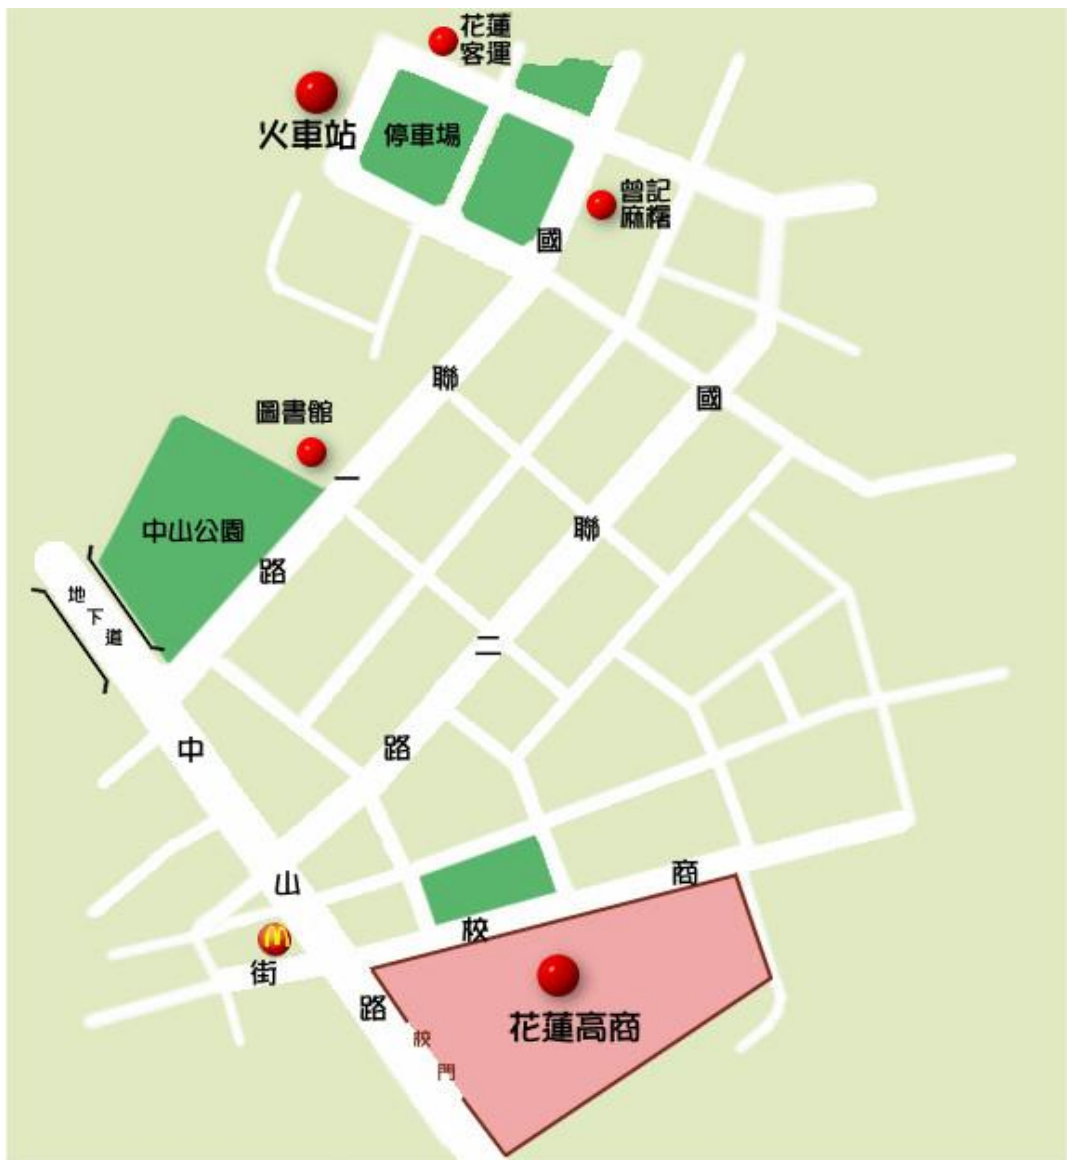 花蓮
客運
火車站
停車場
曾記
麻糬
國
聯
一
路
國
聯
二
路
圖書館
中山公園
地
下
道
中
山
路
商
校
街
M
花蓮高商
校
門